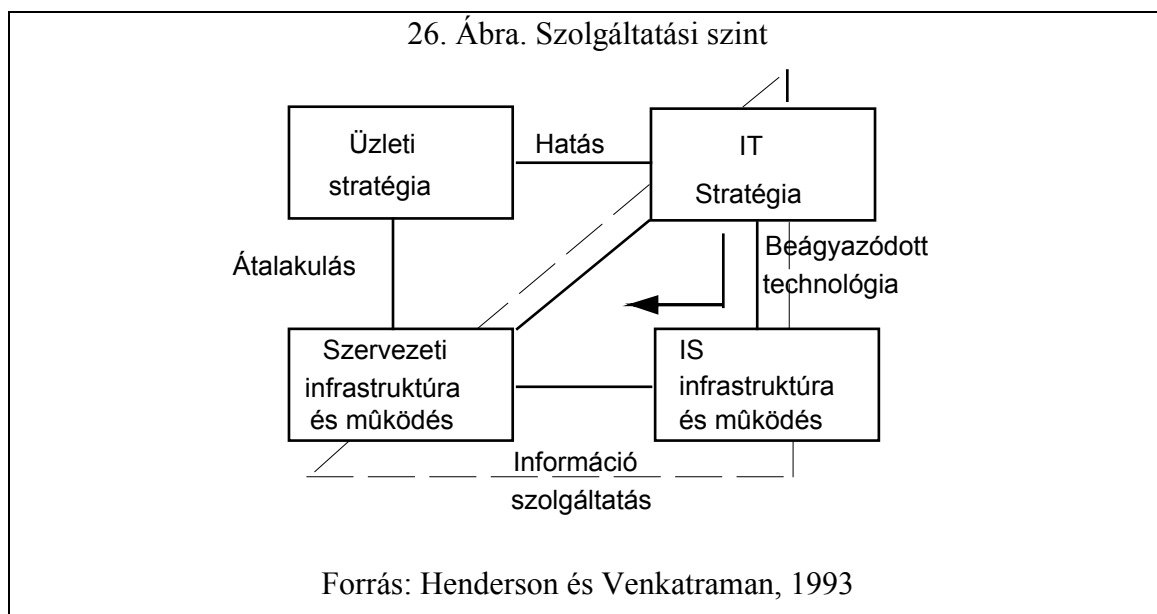 26. Ábra. Szolgáltatási szint
Üzleti
stratégia
Hatás
IT
Stratégia
Átalakulás
Beágyazódott
technológia
Szervezeti
infrastruktúra
és mûködés
IS
infrastruktúra
és mûködés
Információ
szolgáltatás
Forrás: Henderson és Venkatraman, 1993